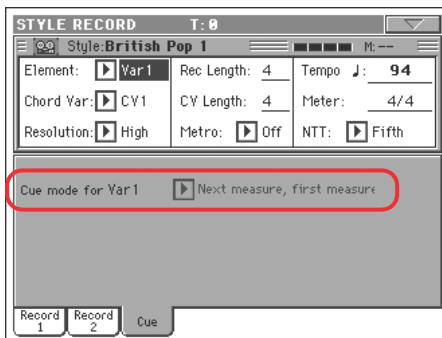 STYLE RECORD T:0
Style:British Pop 1 M:--
Element: Var1 Rec Length: 4 Tempo ♩: 94
Chord Var: CV1 CV Length: 4 Meter: 4/4
Resolution: High Metro: Off NTT: Fifth
Cue mode for Var1 Next measure, first measure
Record 1 Record 2 Cue